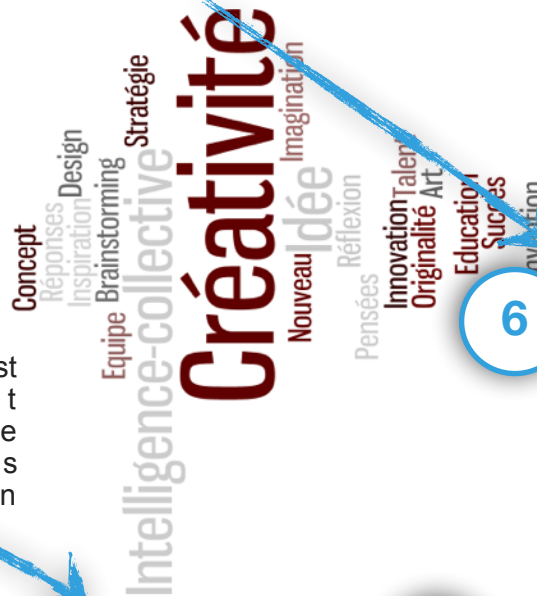 Concept
Réponses
Inspiration
Design
Brainstorming
Equipe
Stratégie
Intelligence-collective
Créativité
Imagination
Nouveau
Idée
Réflexion
Pensées
Innovation
Talent
Originalité
Art
Education
Succès
6
st
t
e
s
n